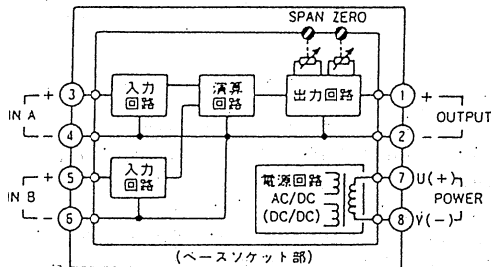 SPAN ZERO
3 + 入力回路 演算回路 出力回路 1 +
IN A OUTPUT
4 - 2 -
5 + 入力回路 電源回路 7 U(+)
IN B AC/DC POWER
6 - (DC/DC) 8 V(-)
(ベースソケット部)